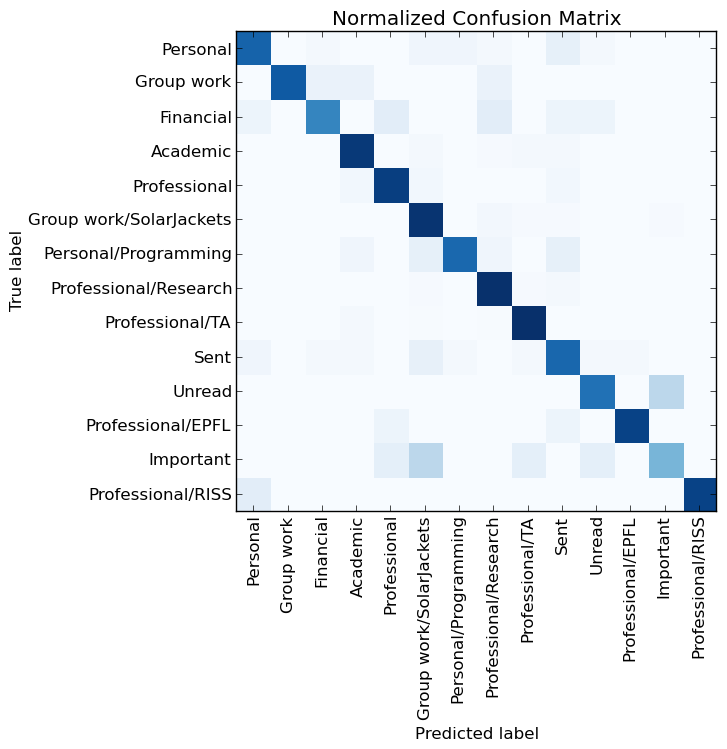 Normalized Confusion Matrix
True label
Personal
Group work
Financial
Academic
Professional
Group work/SolarJackets
Personal/Programming
Professional/Research
Professional/TA
Sent
Unread
Professional/EPFL
Important
Professional/RISS
Personal
Group work
Financial
Academic
Professional
Group work/SolarJackets
Personal/Programming
Professional/Research
Professional/TA
Sent
Unread
Professional/EPFL
Important
Professional/RISS
Predicted label